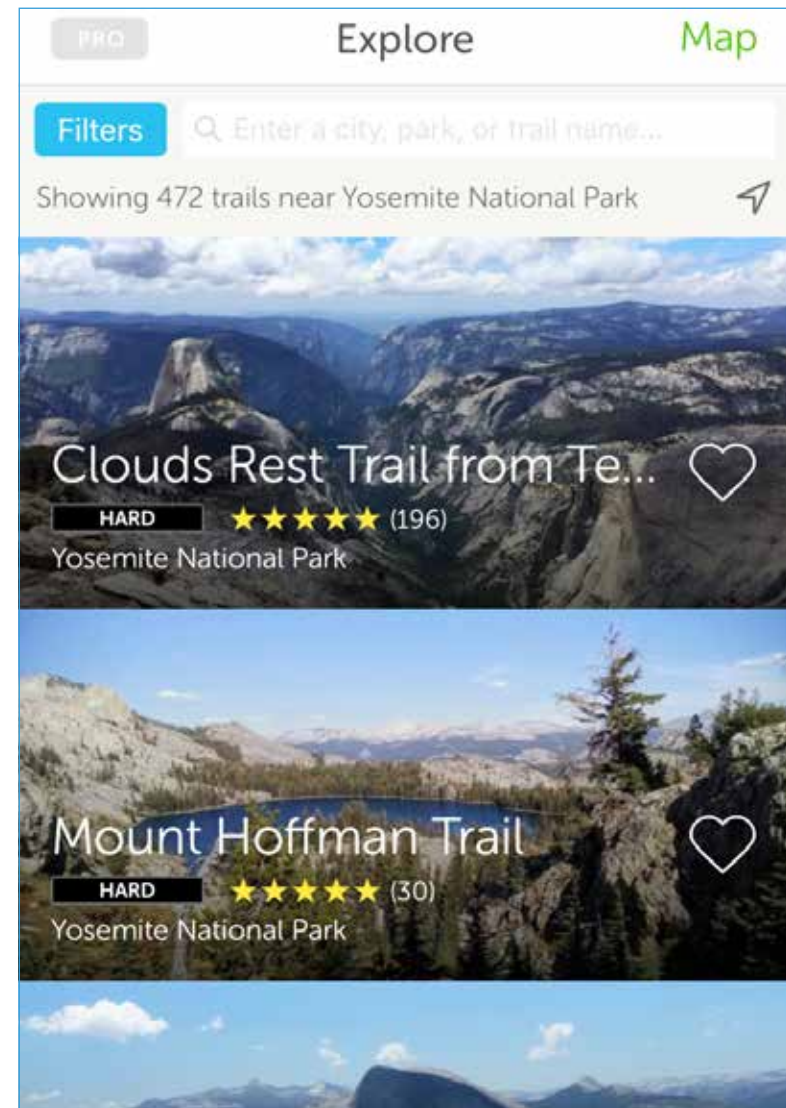 PRO
Explore
Map
Filters
Enter a city, park, or trail name...
Showing 472 trails near Yosemite National Park
Clouds Rest Trail from Te...
HARD ★★★★★ (196)
Yosemite National Park
Mount Hoffman Trail
HARD ★★★★★ (30)
Yosemite National Park